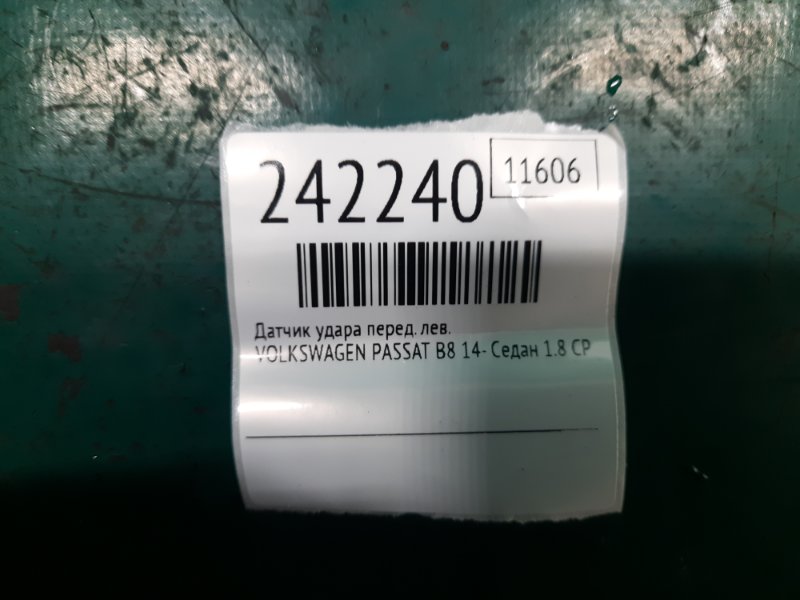 242240
11606
Датчик удара перед. лев.
VOLKSWAGEN PASSAT B8 14- Седан 1.8 CP